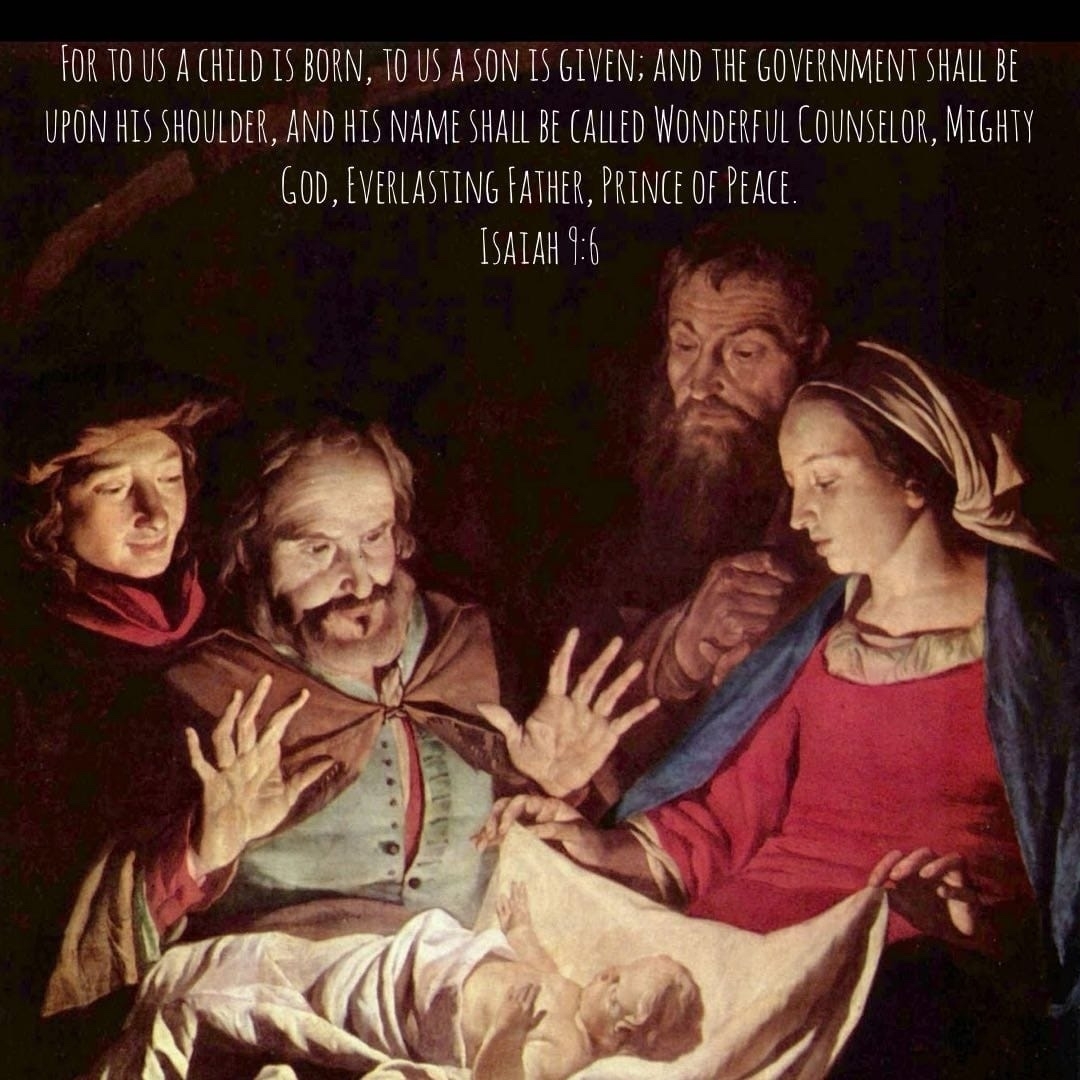 For to us a child is born, to us a son is given; and the government shall be
upon his shoulder, and his name shall be called Wonderful Counselor, Mighty
God, Everlasting Father, Prince of Peace.
Isaiah 9:6